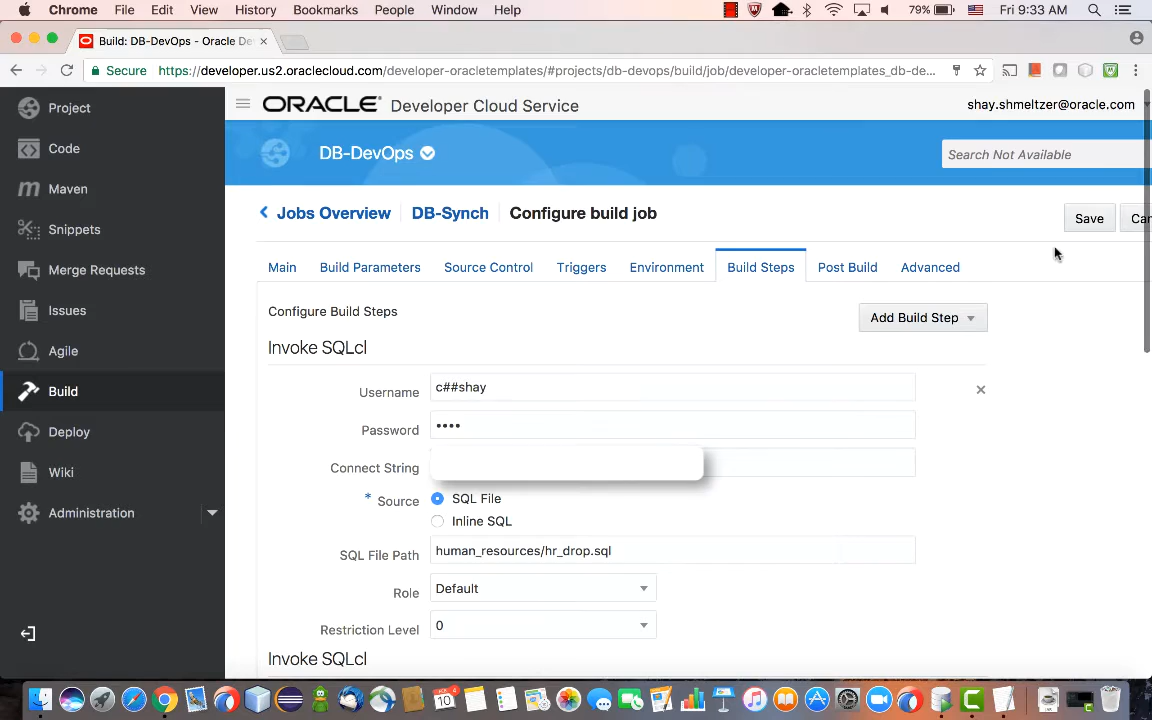 Chrome File Edit View History Bookmarks People Window Help 79% Fri 9:33 AM
Build: DB-DevOps - Oracle De
Secure https://developer.us2.oraclecloud.com/developer-oracletemplates/#projects/db-devops/build/job/developer-oracletemplates_db-de...
ORACLE® Developer Cloud Service shay.shmeltzer@oracle.com
DB-DevOps Search Not Available
Project
Code
Maven
Snippets
Merge Requests
Issues
Agile
Build
Deploy
Wiki
Administration
Jobs Overview DB-Synch Configure build job Save Can
Main Build Parameters Source Control Triggers Environment Build Steps Post Build Advanced
Configure Build Steps Add Build Step
Invoke SQLcl
Username c##shay
Password ••••
Connect String
* Source SQL File
Inline SQL
SQL File Path human_resources/hr_drop.sql
Role Default
Restriction Level 0
Invoke SQLcl